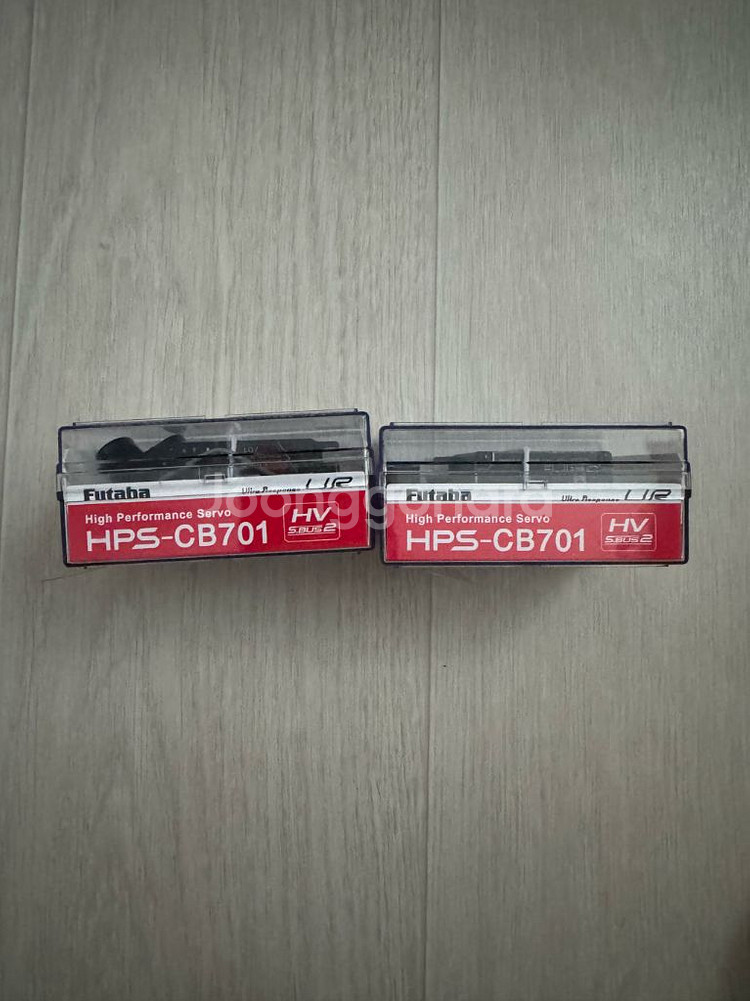 Futaba
Ultra Response UR
High Performance Servo
HPS-CB701
HV
S.BUS2
Futaba
Ultra Response UR
High Performance Servo
HPS-CB701
HV
S.BUS2
Joonggonara